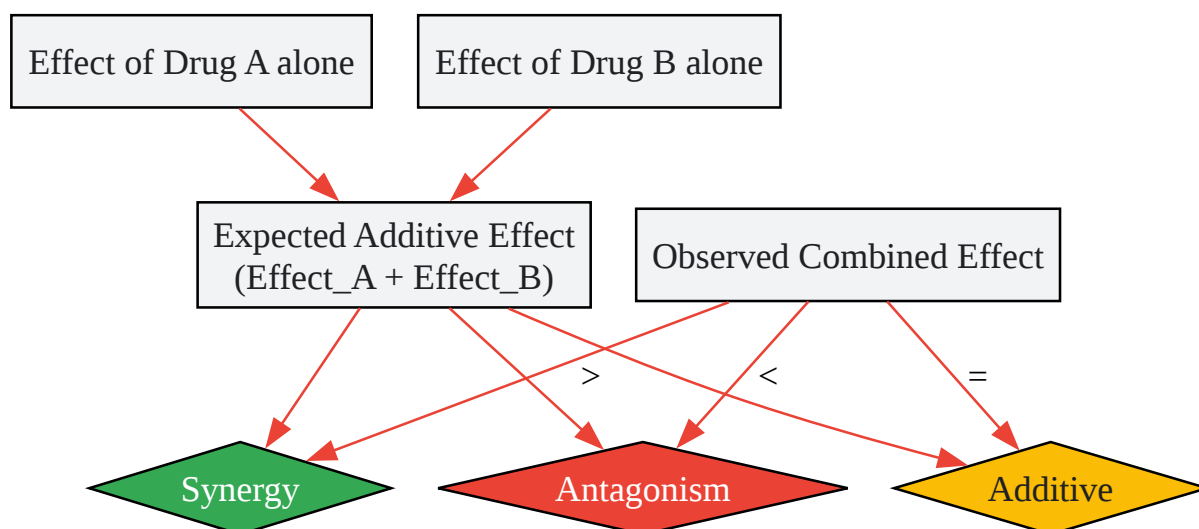 Effect of Drug A alone
Effect of Drug B alone
Expected Additive Effect
(Effect_A + Effect_B)
Observed Combined Effect
>
<
=
Synergy
Antagonism
Additive